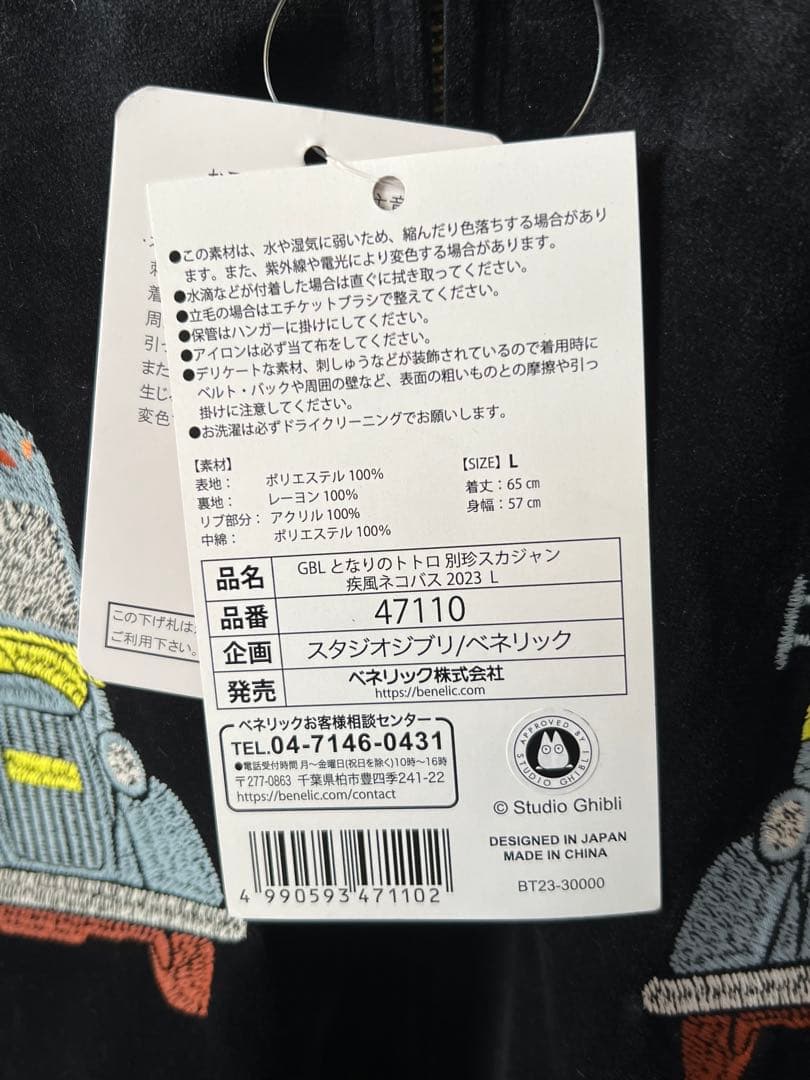 ●この素材は、水や湿気に弱いため、縮んだり色落ちする場合があり
ます。また、紫外線や電光により変色する場合があります。
●水滴などが付着した場合は直ぐに拭き取ってください。
●立毛の場合はエチケットブラシで整えてください。
●保管はハンガーに掛けにしてください。
●アイロンは必ず当て布をしてください。
●デリケートな素材、刺しゅうなどが装飾されているので着用時に
ベルト・バックや周囲の壁など、表面の粗いものとの摩擦や引っ
掛けに注意してください。
●お洗濯は必ずドライクリーニングでお願いします。
【素材】
表地： ポリエステル 100%
裏地： レーヨン 100%
リブ部分： アクリル 100%
中綿： ポリエステル 100%
【SIZE】L
着丈：65 ㎝
身幅：57 ㎝
品名 GBL となりのトトロ 別珍スカジャン
疾風ネコバス 2023 L
品番 47110
企画 スタジオジブリ/ベネリック
発売 ベネリック株式会社
https://benelic.com
ベネリックお客様相談センター
TEL.04-7146-0431
●電話受付時間 月～金曜日(祝日を除く)10時～16時
〒277-0863 千葉県柏市豊四季241-22
https://benelic.com/contact
APPROVED BY
STUDIO GHIBLI
© Studio Ghibli
DESIGNED IN JAPAN
MADE IN CHINA
BT23-30000
4 990593 471102
着
周
引っ
また
生じ
変色
この下げ札は
ご利用下さい。